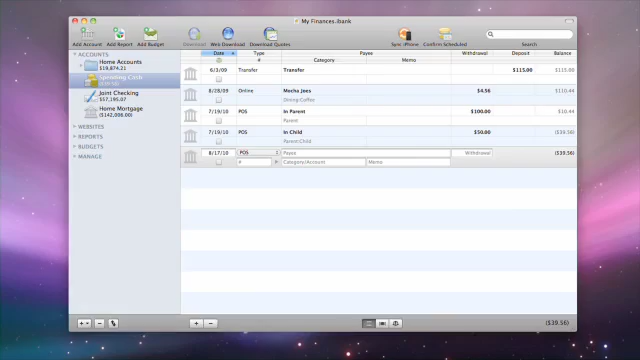 My Finances.ibank
Add Account Add Report Add Budget Download Web Download Download Quotes Sync iPhone Confirm Scheduled Search
ACCOUNTS
Home Accounts
$19,874.21
Spending Cash
($39.56)
Joint Checking
$57,195.07
Home Mortgage
($142,006.00)
WEBSITES
REPORTS
BUDGETS
MANAGE
Date Type Payee Withdrawal Deposit Balance
# Category Memo
6/3/09 Transfer Transfer $115.00 $115.00
8/28/09 Online Mocha Joes $4.56 $110.44
Dining:Coffee
7/19/10 POS In Parent $100.00 $10.44
Parent
7/19/10 POS In Child $50.00 ($39.56)
Parent:Child
8/17/10 POS Payee Withdrawal ($39.56)
# Category/Account Memo
($39.56)